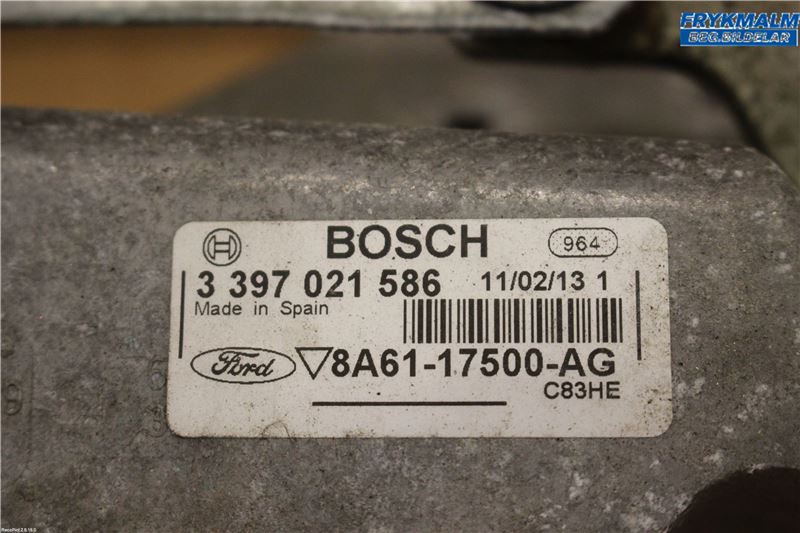 FRYKMALM
BEG.BILDELAR
BOSCH
964
3 397 021 586
11/02/13 1
Made in Spain
Ford
8A61-17500-AG
C83HE